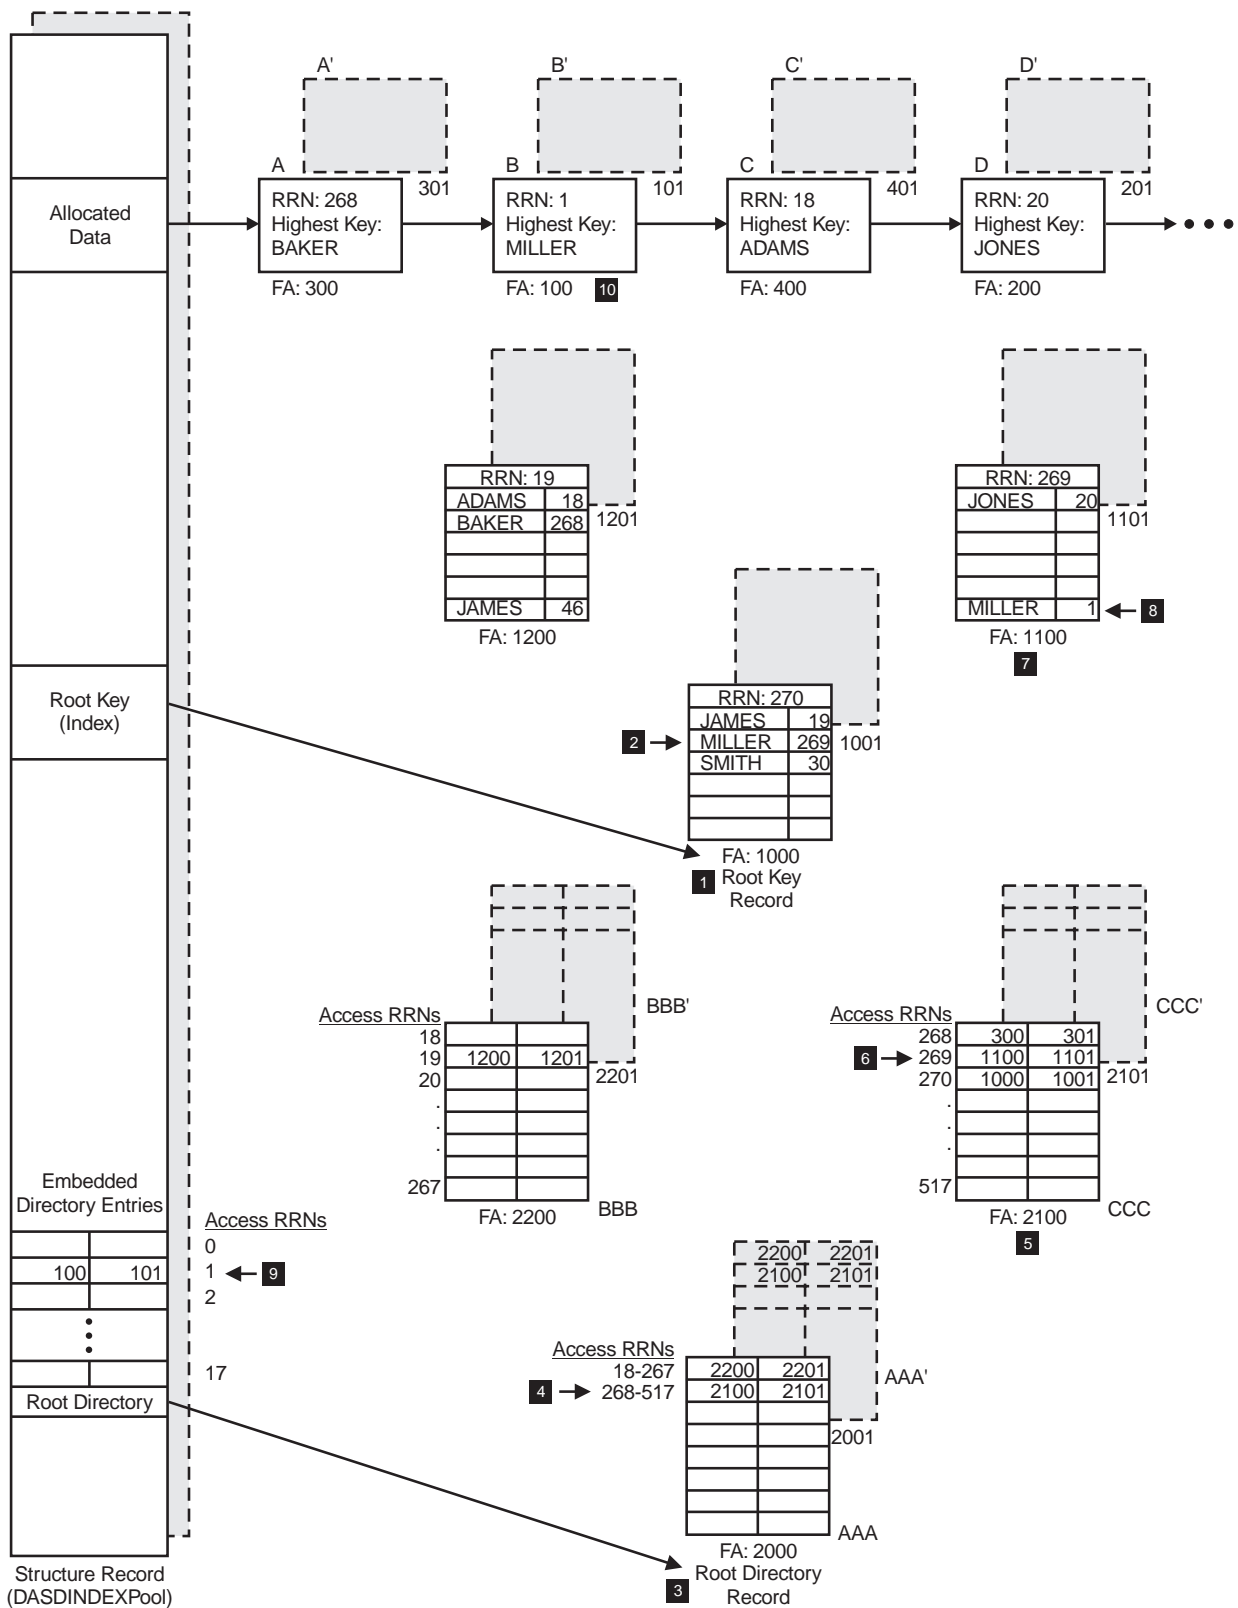 A'
B'
C'
D'
A
B
C
D
301
101
401
201
Allocated
Data
RRN: 268
Highest Key:
BAKER
RRN: 1
Highest Key:
MILLER
RRN: 18
Highest Key:
ADAMS
RRN: 20
Highest Key:
JONES
FA: 300
FA: 100
10
FA: 400
FA: 200
RRN: 19
ADAMS 18
BAKER 268
JAMES 46
1201
FA: 1200
RRN: 269
JONES 20
MILLER 1
1101
8
FA: 1100
7
Root Key
(Index)
RRN: 270
JAMES 19
MILLER 269
SMITH 30
2
1001
FA: 1000
1
Root Key
Record
BBB'
Access RRNs
18
19 1200 1201
20
.
.
.
267
2201
FA: 2200
BBB
CCC'
Access RRNs
268 300 301
6
269 1100 1101
270 1000 1001
.
.
.
517
2101
FA: 2100
CCC
5
Embedded
Directory Entries
Access RRNs
0
100 101
1
9
2
17
Root Directory
2200 2201
2100 2101
Access RRNs
18-267 2200 2201
4
268-517 2100 2101
AAA'
2001
AAA
FA: 2000
3
Root Directory
Record
Structure Record
(DASDINDEXPool)